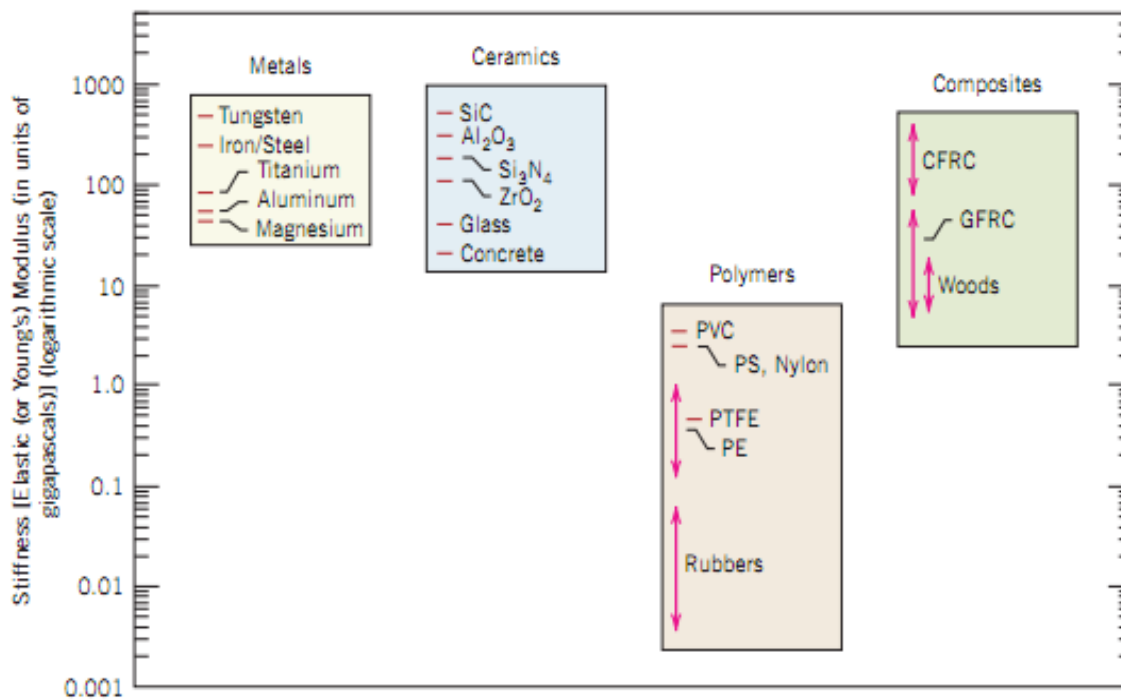 Stiffness [Elastic (or Young's) Modulus (in units of
gigapascals)] (logarithmic scale)
1000
100
10
1.0
0.1
0.01
0.001
Metals
Tungsten
Iron/Steel
Titanium
Aluminum
Magnesium
Ceramics
SiC
Al₂O₃
Si₃N₄
ZrO₂
Glass
Concrete
Polymers
PVC
PS, Nylon
PTFE
PE
Rubbers
Composites
CFRC
GFRC
Woods